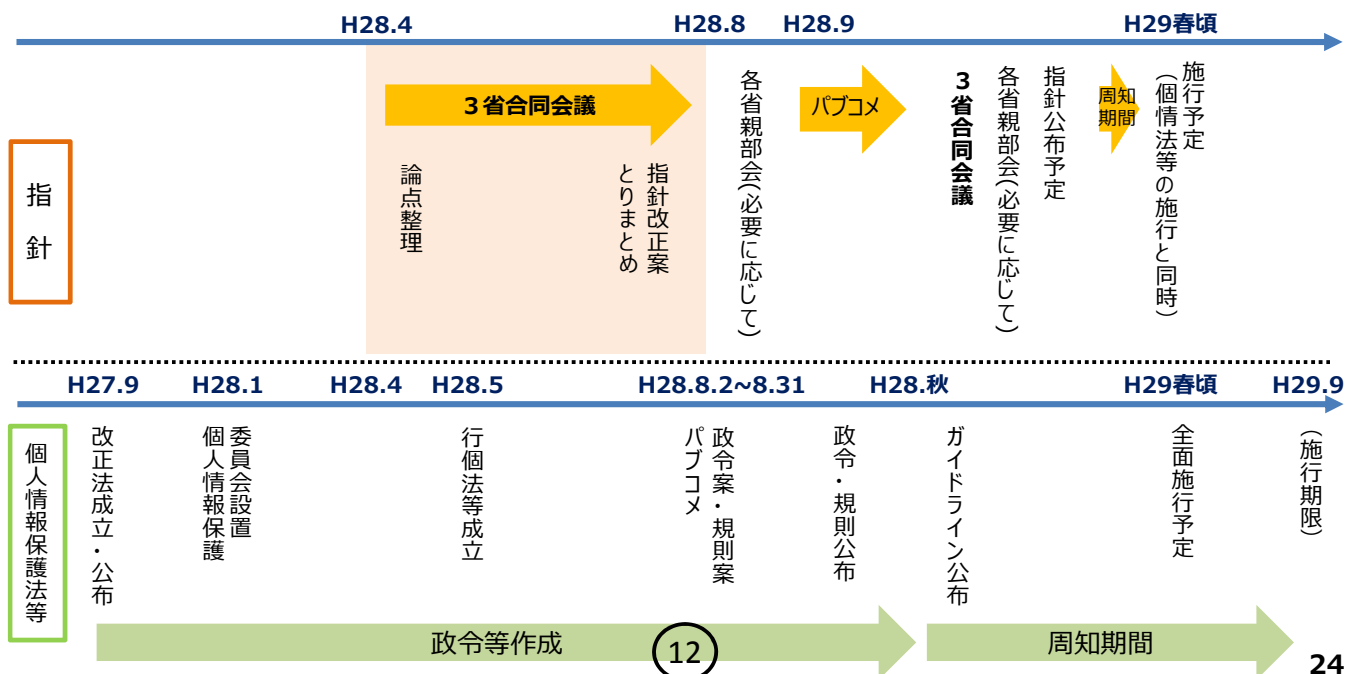 H28.4
H28.8
H28.9
H29春頃
指針
３省合同会議
論点整理
指針改正案
とりまとめ
各省親部会(必要に応じて)
パブコメ
３省合同会議
各省親部会(必要に応じて)
指針公布予定
周知
期間
施行予定
（個情法等の施行と同時）
H27.9
H28.1
H28.4
H28.5
H28.8.2~8.31
H28.秋
H29春頃
H29.9
個人情報保護法等
改正法成立・公布
個人情報保護
委員会設置
行個法等成立
政令案・規則案
パブコメ
政令・規則公布
ガイドライン公布
全面施行予定
（施行期限）
政令等作成
12
周知期間
24